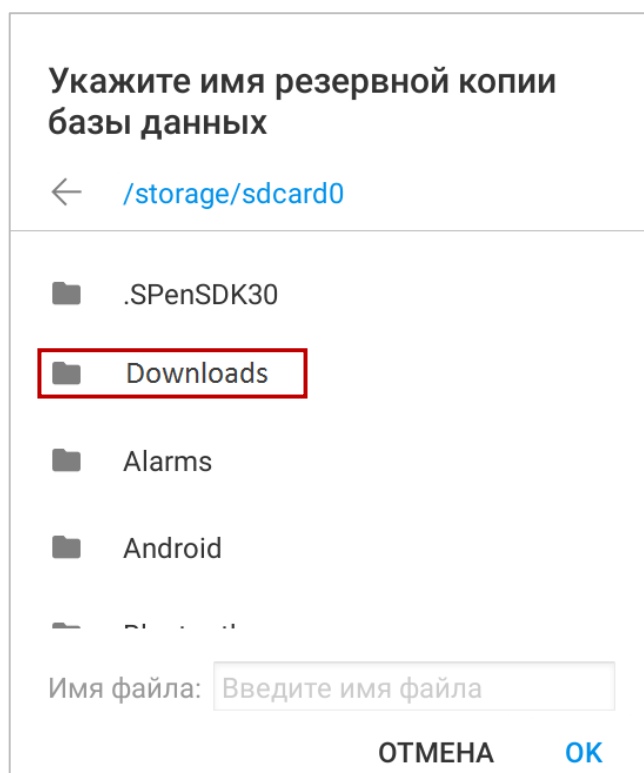 Укажите имя резервной копии
базы данных
/storage/sdcard0
.SPenSDK30
Downloads
Alarms
Android
Имя файла: Введите имя файла
ОТМЕНА OK